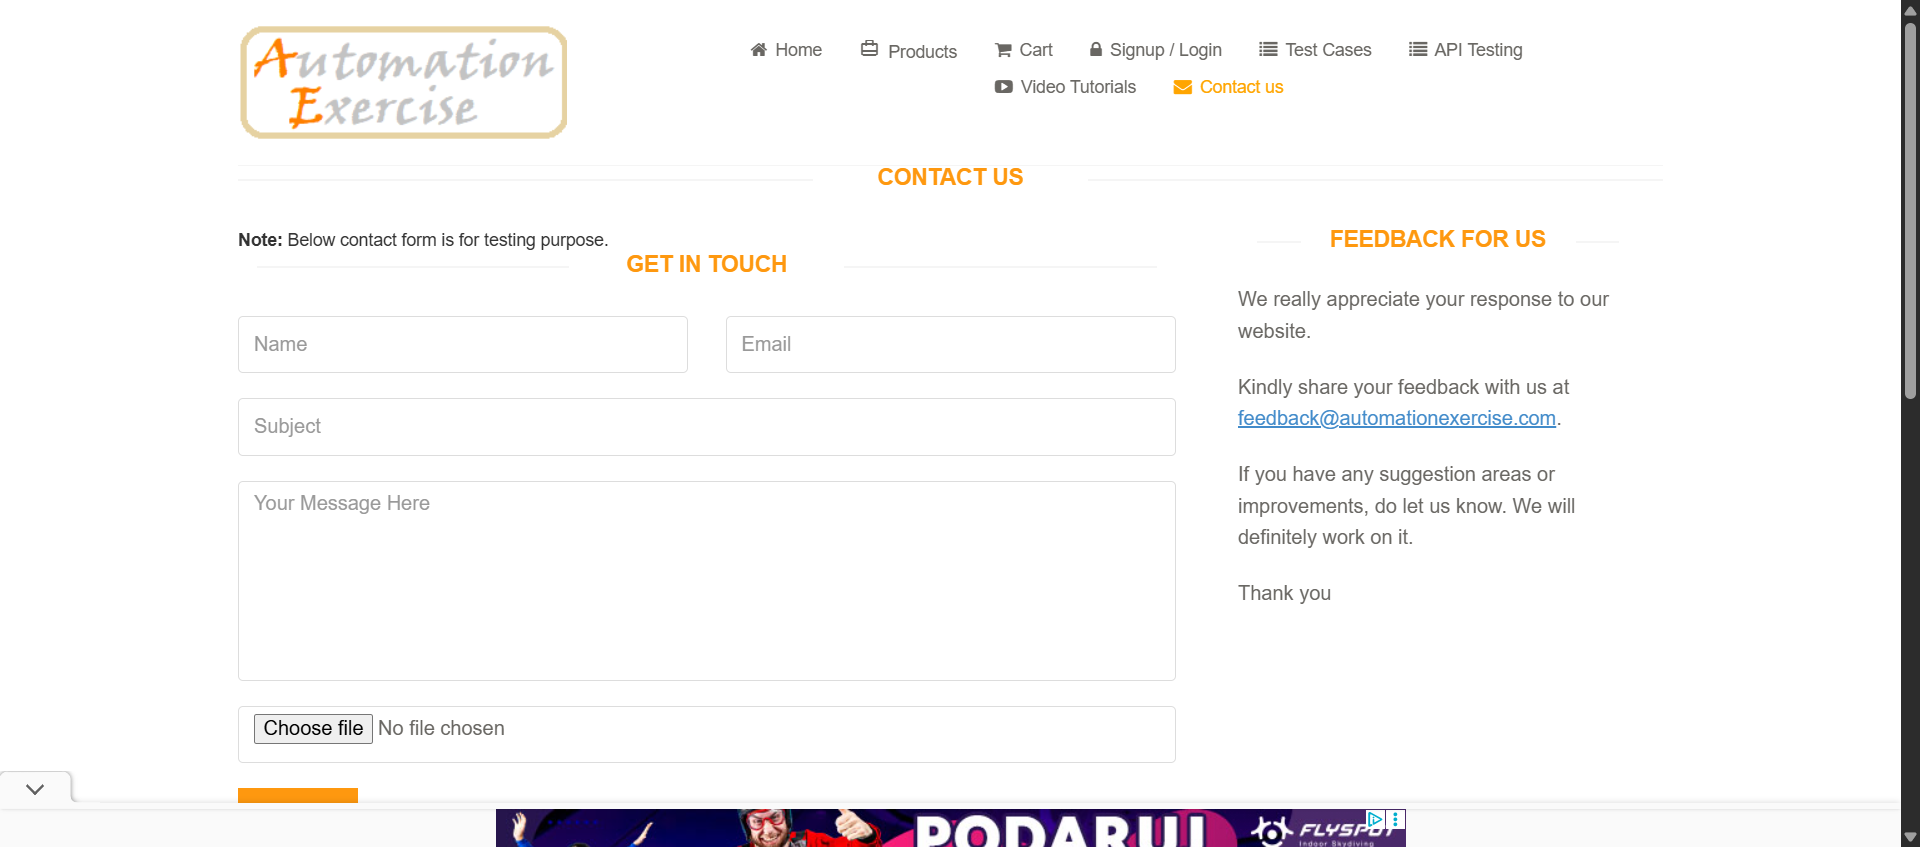 Automation
Exercise
Home
Products
Cart
Signup / Login
Test Cases
API Testing
Video Tutorials
Contact us
CONTACT US
Note: Below contact form is for testing purpose.
GET IN TOUCH
Name
Email
Subject
Your Message Here
Choose file No file chosen
FEEDBACK FOR US
We really appreciate your response to our
website.
Kindly share your feedback with us at
feedback@automationexercise.com.
If you have any suggestion areas or
improvements, do let us know. We will
definitely work on it.
Thank you
PODARUJ
FLYSPOT
Indoor Skydiving